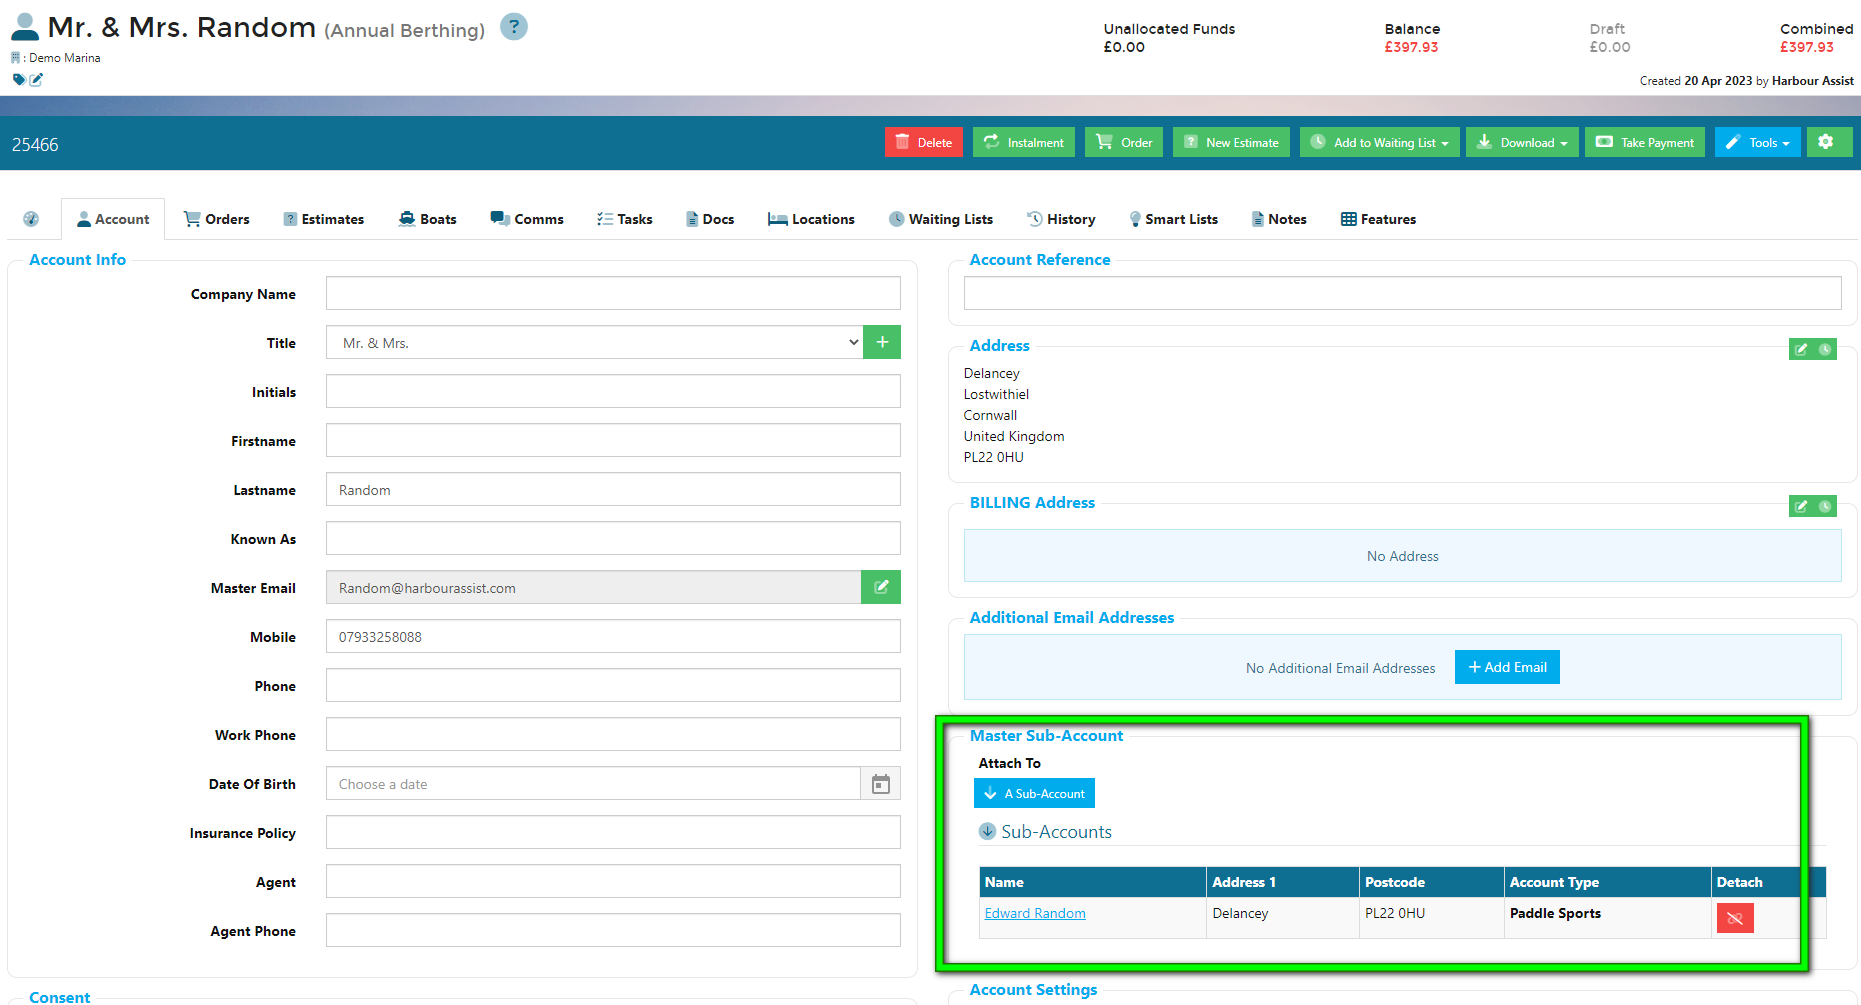 Mr. & Mrs. Random (Annual Berthing) ?
: Demo Marina
Unallocated Funds
£0.00
Balance
£397.93
Draft
£0.00
Combined
£397.93
Created 20 Apr 2023 by Harbour Assist
25466
Delete
Instalment
Order
New Estimate
Add to Waiting List
Download
Take Payment
Tools
Account
Orders
Estimates
Boats
Comms
Tasks
Docs
Locations
Waiting Lists
History
Smart Lists
Notes
Features
Account Info
Company Name
Title
Mr. & Mrs.
+
Initials
Firstname
Lastname
Random
Known As
Master Email
Random@harbourassist.com
Mobile
07933258088
Phone
Work Phone
Date Of Birth
Choose a date
Insurance Policy
Agent
Agent Phone
Consent
Account Reference
Address
Delancey
Lostwithiel
Cornwall
United Kingdom
PL22 0HU
BILLING Address
No Address
Additional Email Addresses
No Additional Email Addresses
+ Add Email
Master Sub-Account
Attach To
A Sub-Account
Sub-Accounts
Name Address 1 Postcode Account Type Detach
Edward Random Delancey PL22 0HU Paddle Sports
Account Settings